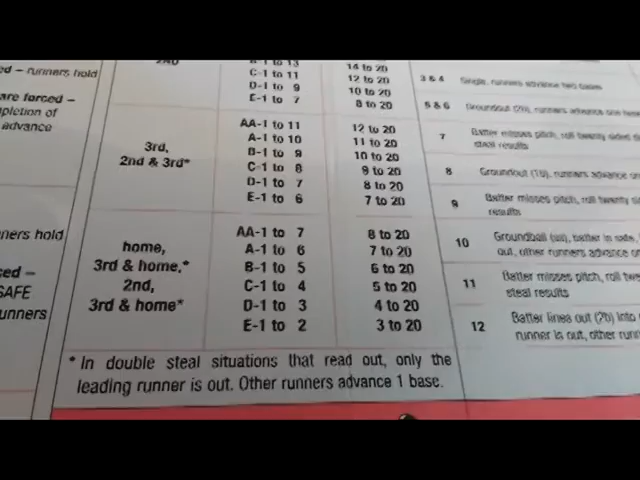 ed – runners hold
are forced –
pletion of
advance
ners hold
ced –
SAFE
unners
2ND
B-1 to 13
14 to 20
C-1 to 11
12 to 20
D-1 to 9
10 to 20
E-1 to 7
8 to 20
3rd,
2nd & 3rd*
AA-1 to 11
12 to 20
A-1 to 10
11 to 20
B-1 to 9
10 to 20
C-1 to 8
9 to 20
D-1 to 7
8 to 20
E-1 to 6
7 to 20
home,
3rd & home,*
2nd,
3rd & home*
AA-1 to 7
8 to 20
A-1 to 6
7 to 20
B-1 to 5
6 to 20
C-1 to 4
5 to 20
D-1 to 3
4 to 20
E-1 to 2
3 to 20
* In double steal situations that read out, only the
leading runner is out. Other runners advance 1 base.
3 & 4 Single, runners advance two bases
5 & 6 Groundout (2b), runners advance one base
7 Batter misses pitch, roll twenty sided
steal results
8 Groundout (1b), runners advance
9 Batter misses pitch, roll twenty
results
10 Groundball (ss), batter is safe,
out, other runners advance
11 Batter misses pitch, roll
steal results
12 Batter lines out (2b) into
runner is out, other